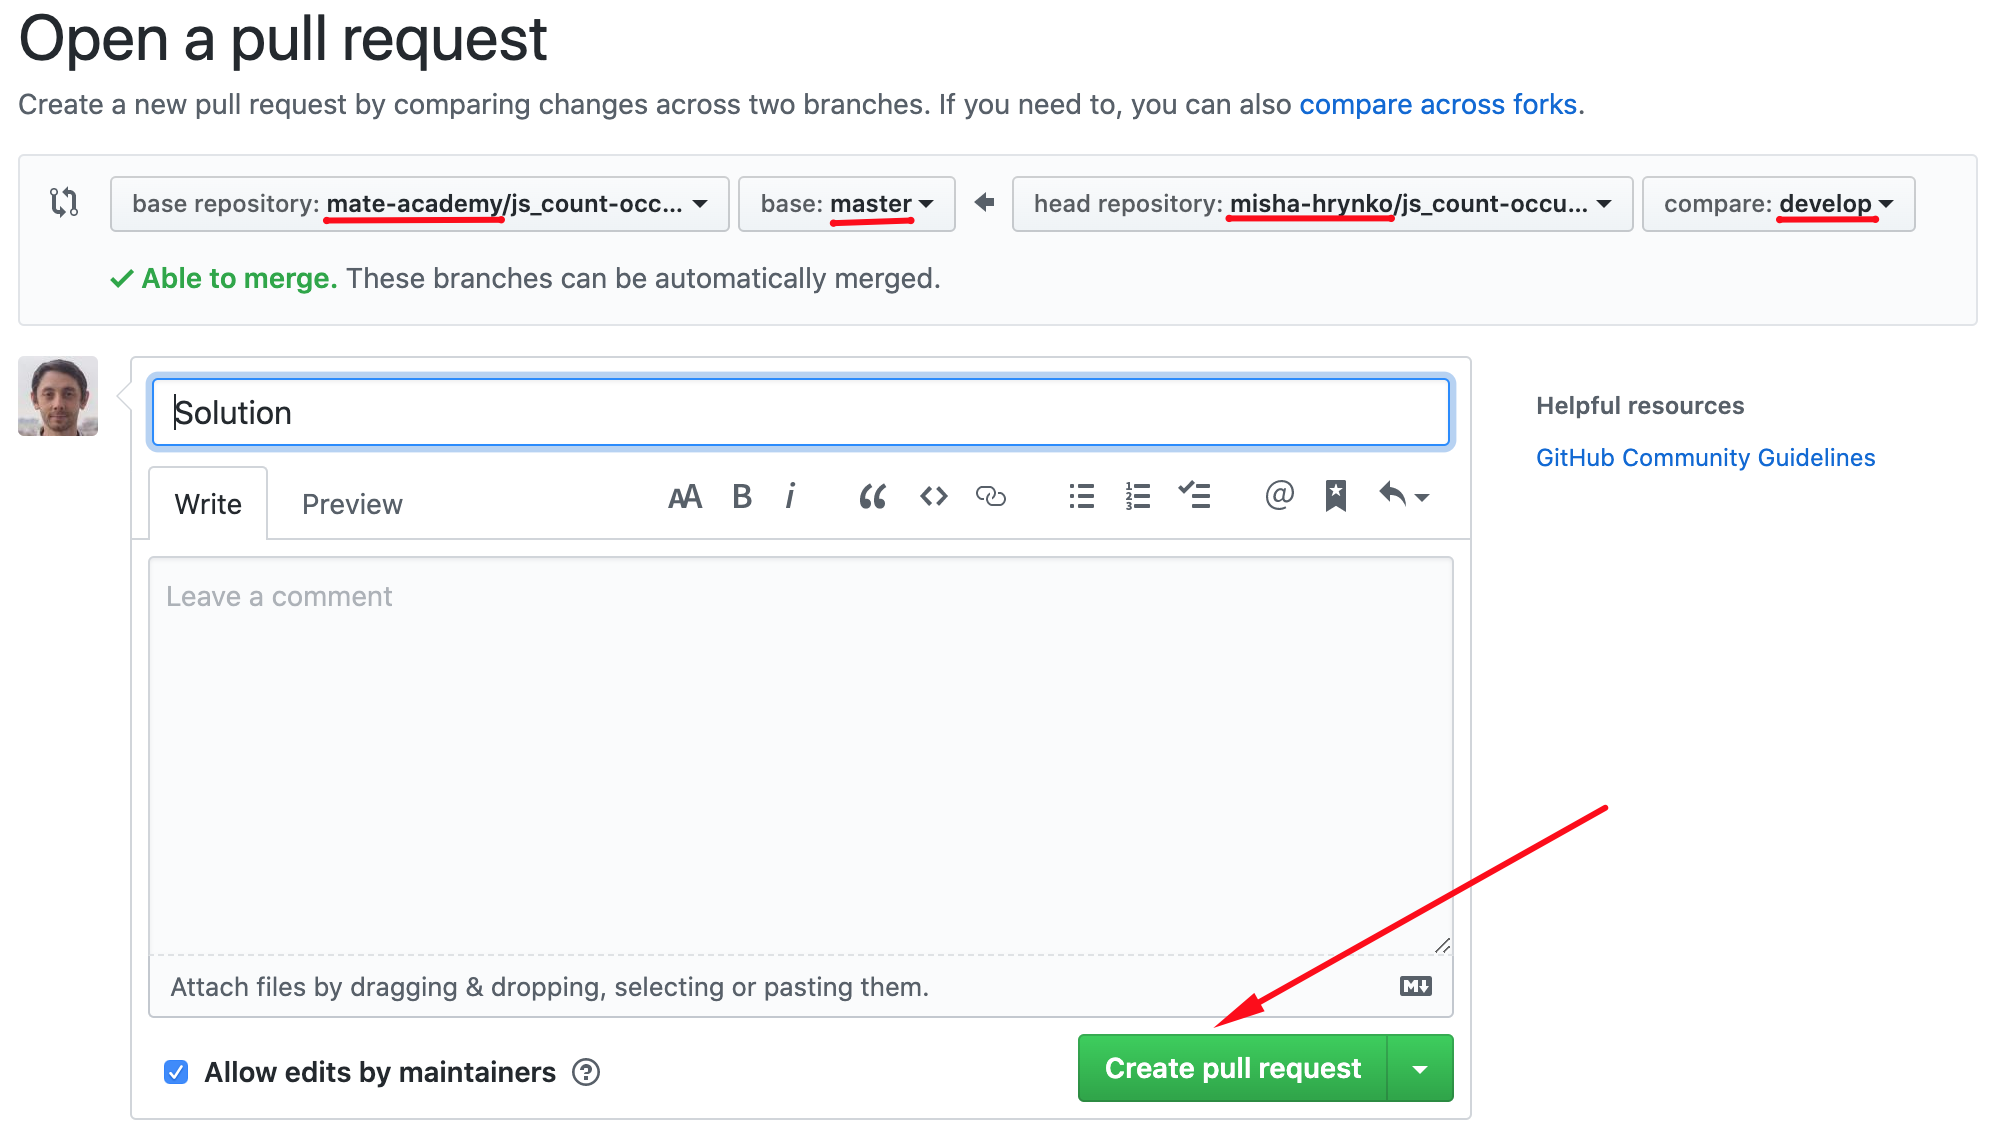 Open a pull request
Create a new pull request by comparing changes across two branches. If you need to, you can also compare across forks.
base repository: mate-academy/js_count-occ... base: master head repository: misha-hrynko/js_count-occu... compare: develop
Able to merge. These branches can be automatically merged.
Solution
Helpful resources
GitHub Community Guidelines
Write Preview AA B i @
Leave a comment
Attach files by dragging & dropping, selecting or pasting them. M
Allow edits by maintainers ? Create pull request